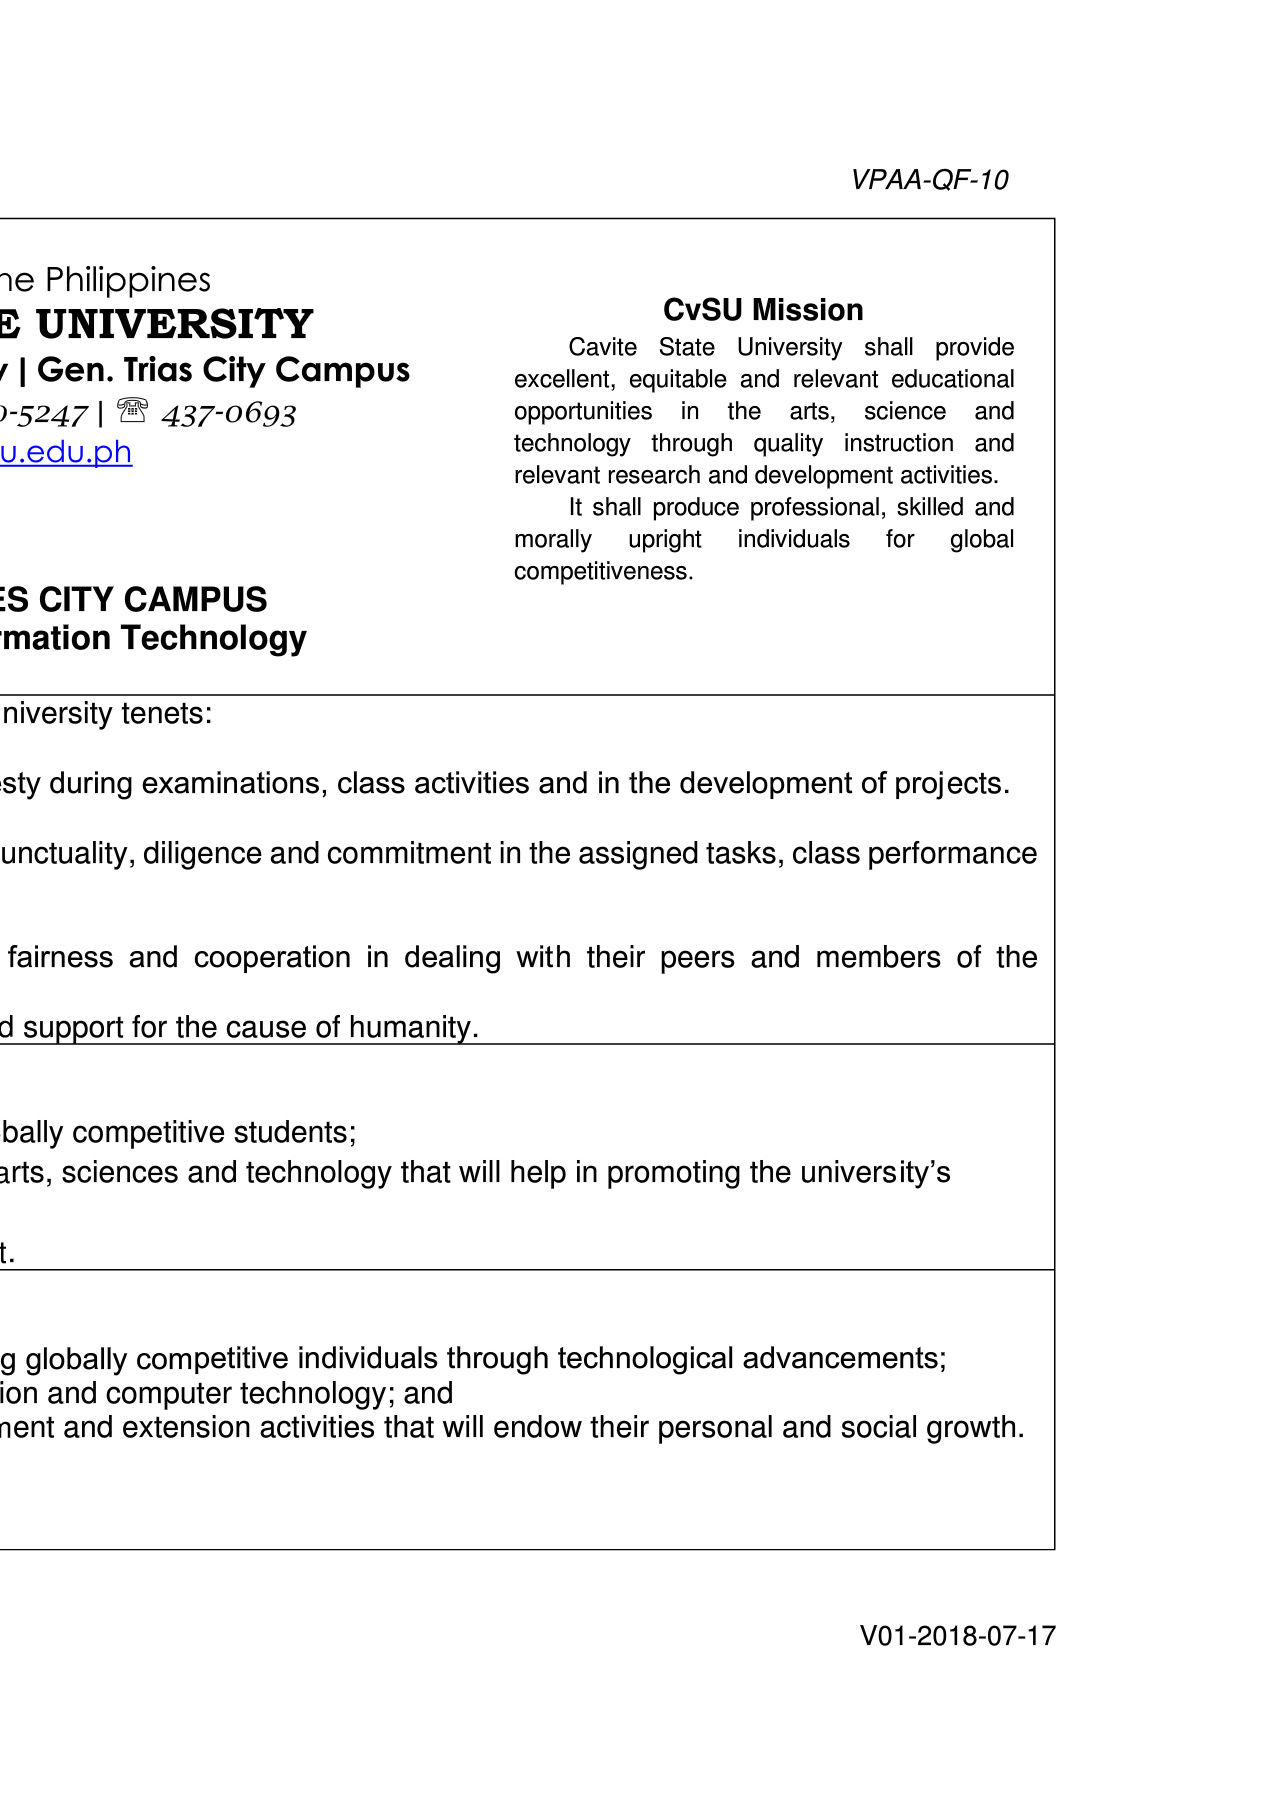 VPAA-QF-10
ne Philippines
E UNIVERSITY
y | Gen. Trias City Campus
0-5247 | ☏ 437-0693
u.edu.ph
ES CITY CAMPUS
rmation Technology
CvSU Mission
Cavite State University shall provide
excellent, equitable and relevant educational
opportunities in the arts, science and
technology through quality instruction and
relevant research and development activities.
It shall produce professional, skilled and
morally upright individuals for global
competitiveness.
niversity tenets:
esty during examinations, class activities and in the development of projects.
unctuality, diligence and commitment in the assigned tasks, class performance
fairness and cooperation in dealing with their peers and members of the
d support for the cause of humanity.
bally competitive students;
arts, sciences and technology that will help in promoting the university’s
t.
g globally competitive individuals through technological advancements;
ion and computer technology; and
ment and extension activities that will endow their personal and social growth.
V01-2018-07-17